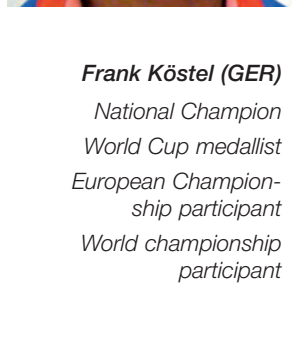 Frank Köstel (GER)
National Champion
World Cup medallist
European Champion-
ship participant
World championship
participant